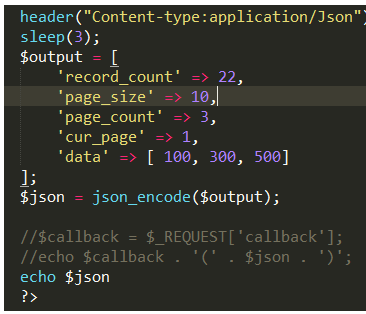 header("Content-type:application/Json")
sleep(3);
$output = [
    'record_count' => 22,
    'page_size' => 10,
    'page_count' => 3,
    'cur_page' => 1,
    'data' => [ 100, 300, 500]
];
$json = json_encode($output);

//$callback = $_REQUEST['callback'];
//echo $callback . '(' . $json . ')';
echo $json
?>